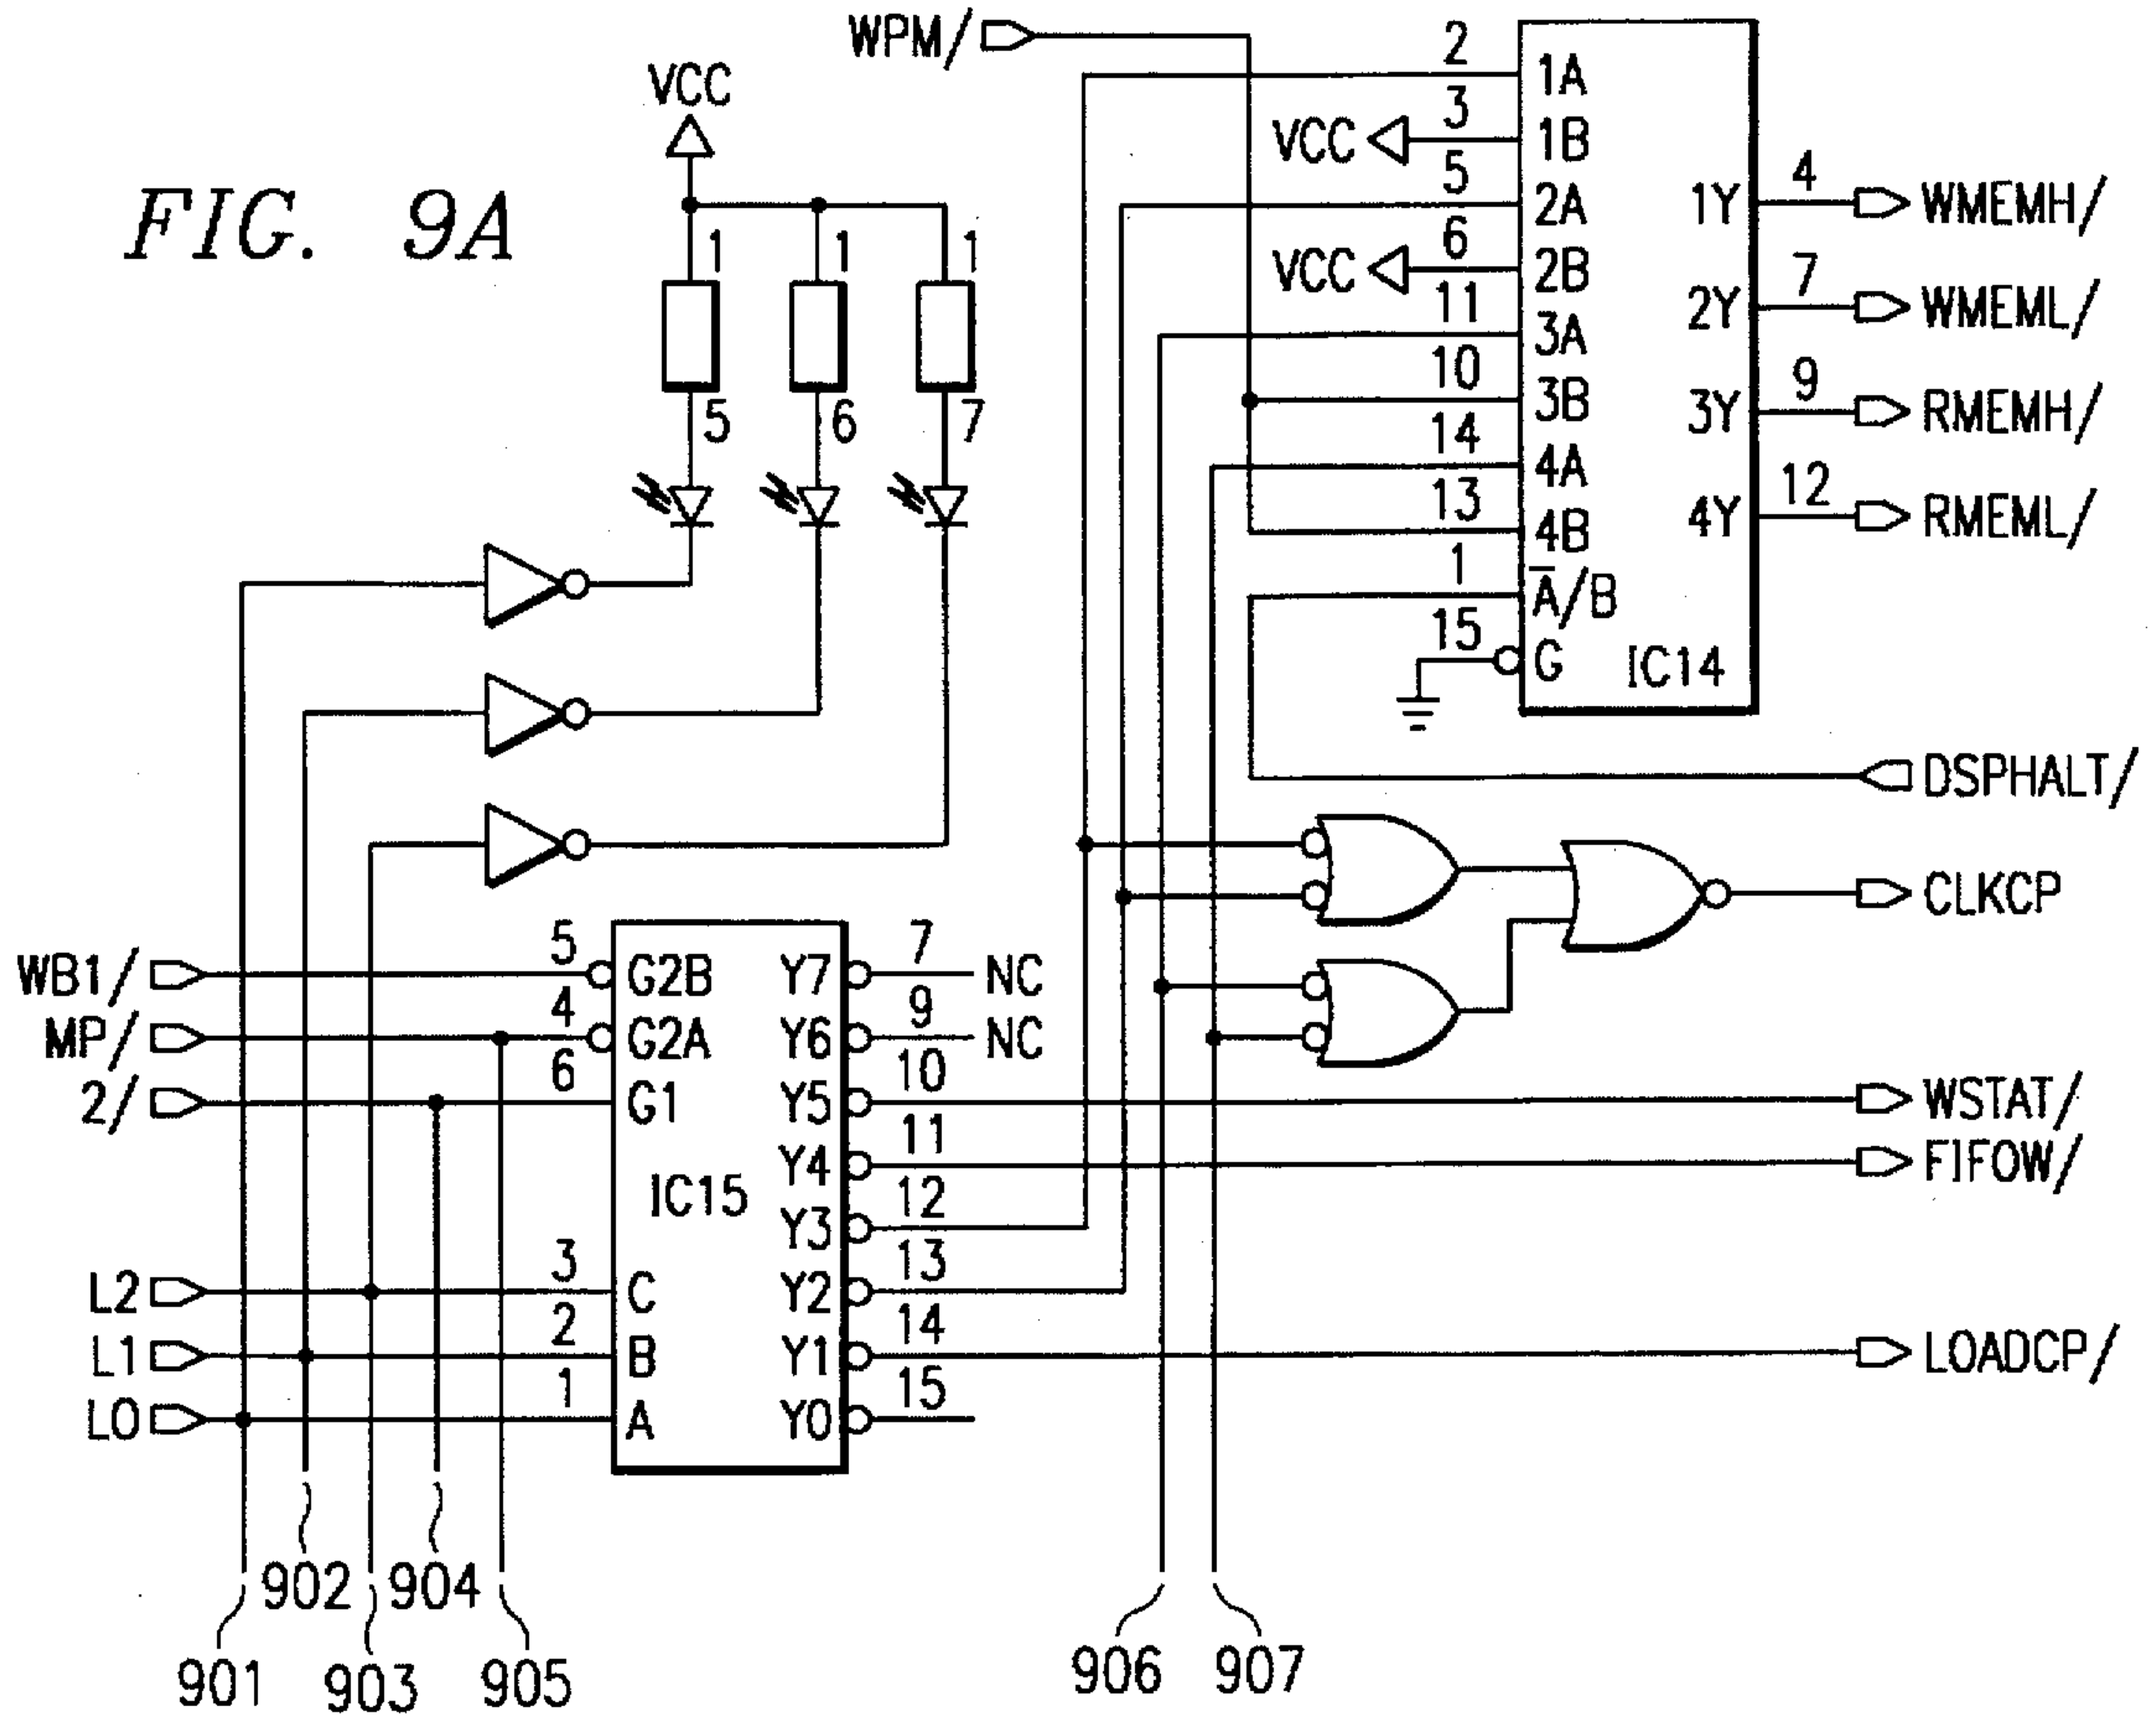 FIG. 9A
WPM/
VCC
1
1
1
5
6
7
2
1A
3
VCC
1B
5
2A
6
VCC
2B
11
3A
10
3B
14
4A
13
4B
1
A̅/B
15
G
IC14
1Y
4
WMEMH/
2Y
7
WMEML/
3Y
9
RMEMH/
4Y
12
RMEML/
DSPHALT/
CLKCP
WB1/
5
G2B
Y7
7
NC
MP/
4
G2A
Y6
9
NC
2/
6
G1
Y5
10
WSTAT/
Y4
11
FIFOW/
IC15
Y3
12
L2
3
C
Y2
13
L1
2
B
Y1
14
LOADCP/
L0
1
A
Y0
15
902
904
901
903
905
906
907